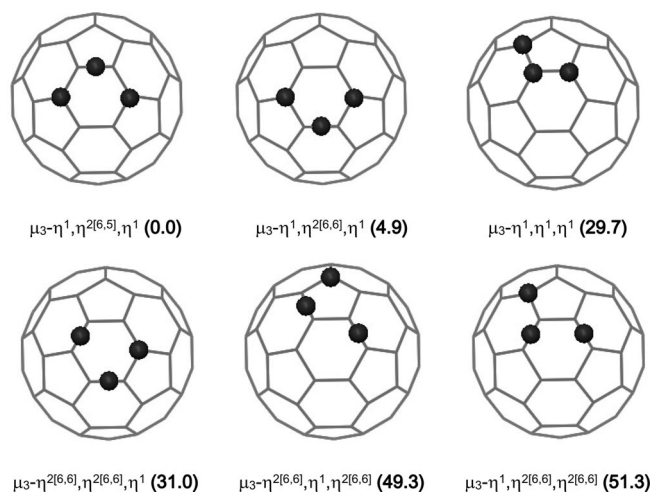 μ₃-η¹,η²[⁶,⁵],η¹ (0.0) μ₃-η¹,η²[⁶,⁶],η¹ (4.9) μ₃-η¹,η¹,η¹ (29.7)
μ₃-η²[⁶,⁶],η²[⁶,⁶],η¹ (31.0) μ₃-η²[⁶,⁶],η¹,η²[⁶,⁶] (49.3) μ₃-η¹,η²[⁶,⁶],η²[⁶,⁶] (51.3)